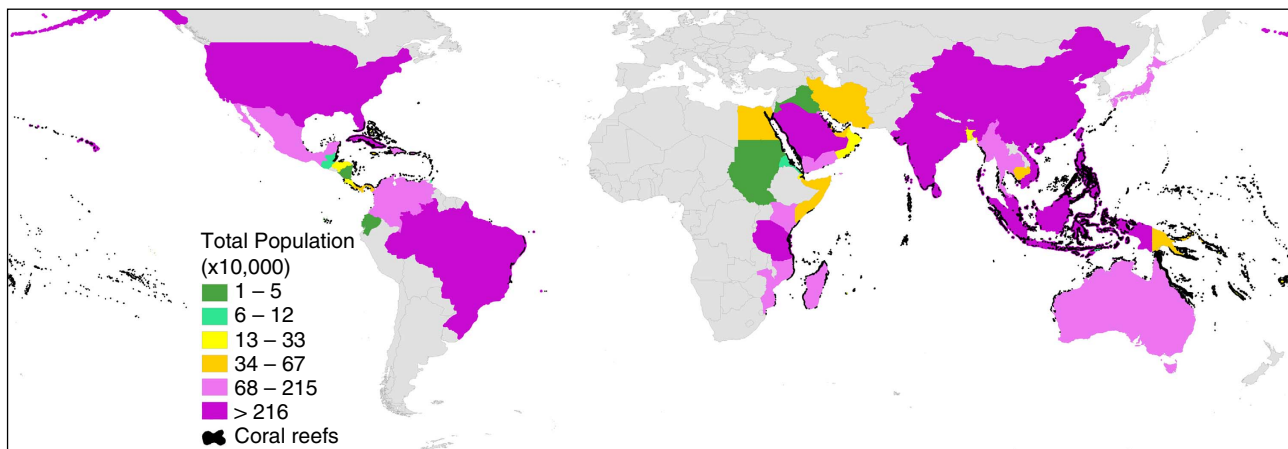 Total Population
(x10,000)
1 – 5
6 – 12
13 – 33
34 – 67
68 – 215
> 216
Coral reefs